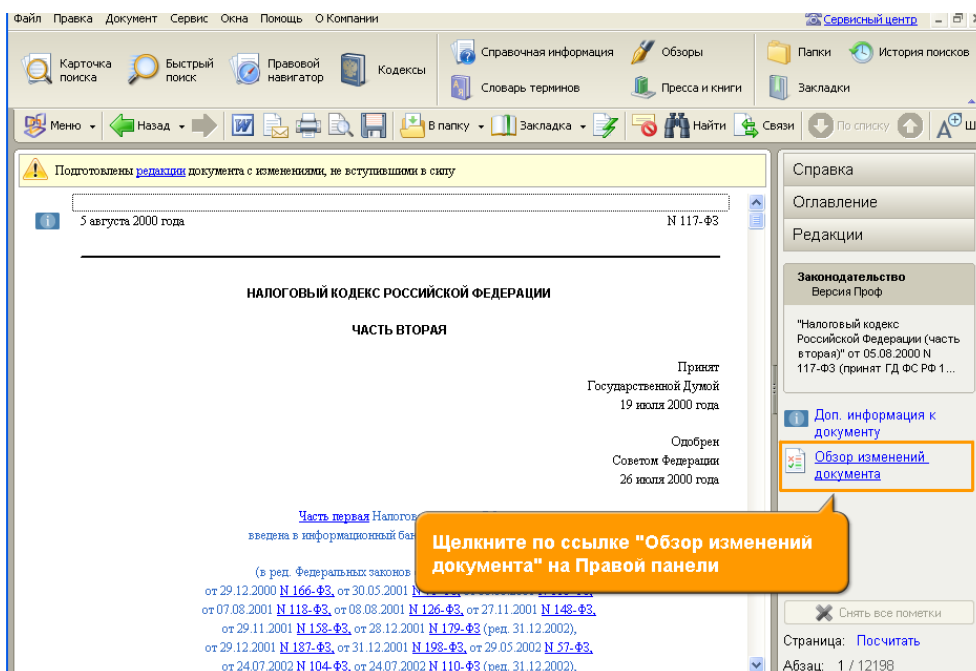 Файл Правка Документ Сервис Окна Помощь О Компании
Сервисный центр
Карточка поиска
Быстрый поиск
Правовой навигатор
Кодексы
Справочная информация
Словарь терминов
Обзоры
Пресса и книги
Папки
История поисков
Закладки
Меню Назад В папку Закладка Найти Связи По списку
Подготовлены редакции документа с изменениями, не вступившими в силу
5 августа 2000 года N 117-ФЗ
НАЛОГОВЫЙ КОДЕКС РОССИЙСКОЙ ФЕДЕРАЦИИ
ЧАСТЬ ВТОРАЯ
Принят
Государственной Думой
19 июля 2000 года
Одобрен
Советом Федерации
26 июля 2000 года
Часть первая Налогов
введена в информационный бан
(в ред. Федеральных законов
от 29.12.2000 N 166-ФЗ, от 30.05.2001
от 07.08.2001 N 118-ФЗ, от 08.08.2001 N 126-ФЗ, от 27.11.2001 N 148-ФЗ,
от 29.11.2001 N 158-ФЗ, от 28.12.2001 N 179-ФЗ (ред. 31.12.2002),
от 29.12.2001 N 187-ФЗ, от 31.12.2001 N 198-ФЗ, от 29.05.2002 N 57-ФЗ,
от 24.07.2002 N 104-ФЗ, от 24.07.2002 N 110-ФЗ (ред. 31.12.2002),
Щелкните по ссылке "Обзор изменений
документа" на Правой панели
Справка
Оглавление
Редакции
Законодательство
Версия Проф
"Налоговый кодекс
Российской Федерации (часть
вторая)" от 05.08.2000 N
117-ФЗ (принят ГД ФС РФ 1...
Доп. информация к
документу
Обзор изменений
документа
Снять все пометки
Страница: Посчитать
Абзац: 1 / 12198